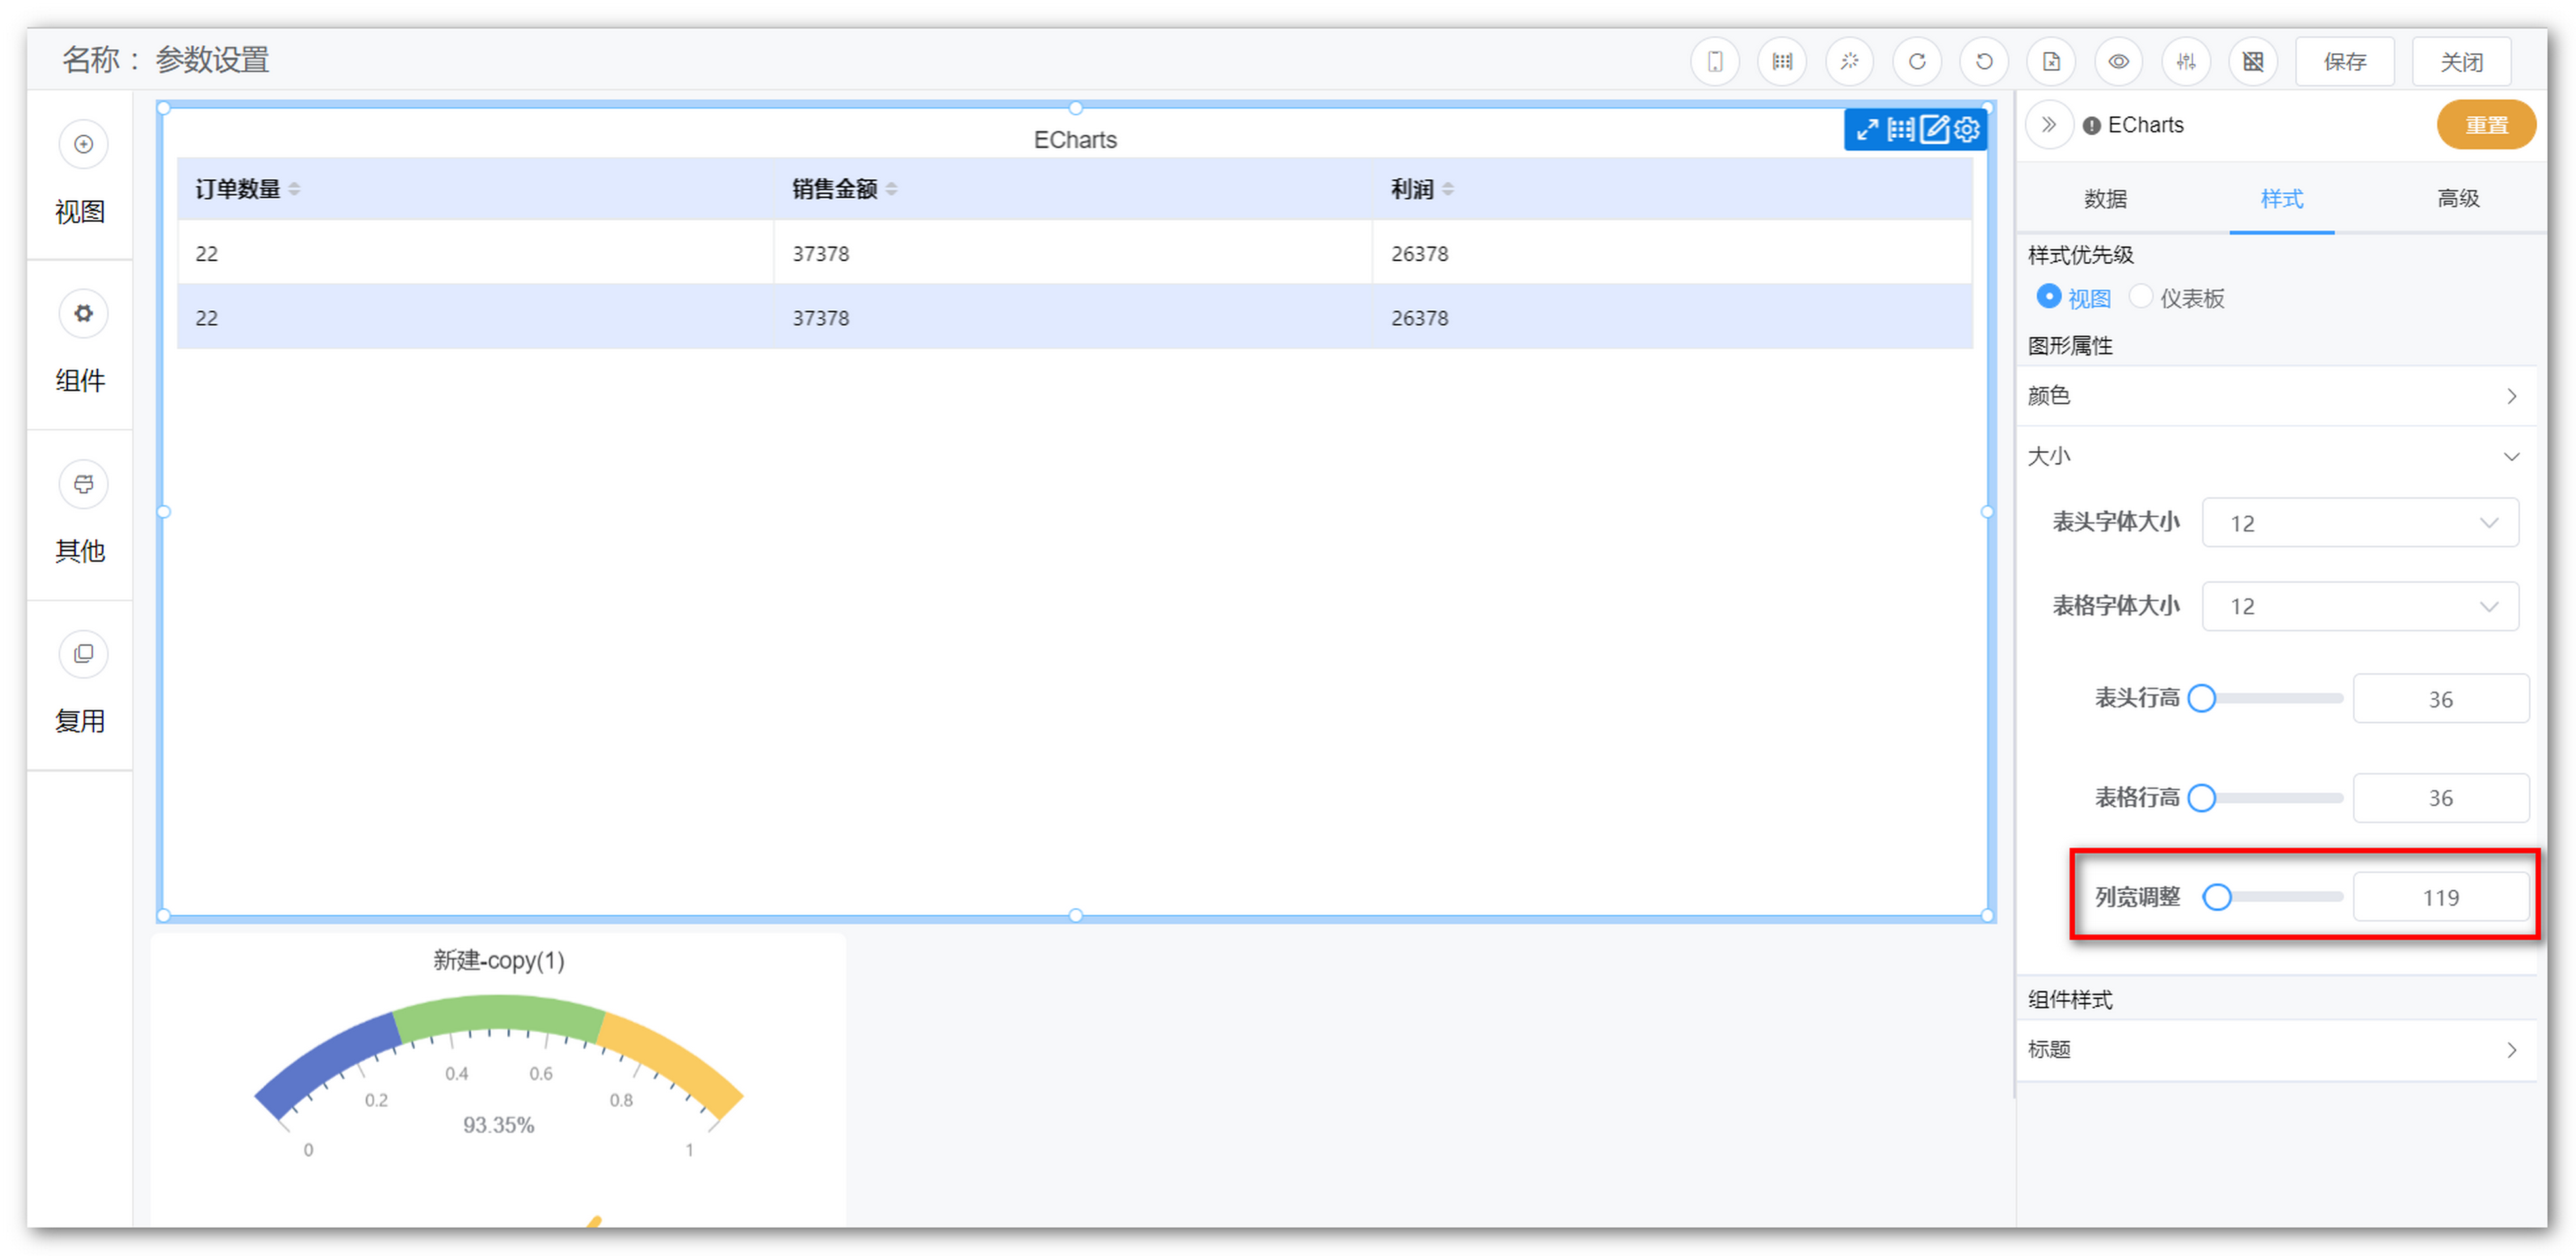 名称： 参数设置
保存
关闭
视图
组件
其他
复用
ECharts
订单数量 销售金额 利润
22 37378 26378
22 37378 26378
新建-copy(1)
0.4 0.6
0.2 0.8
93.35%
0 1
ECharts
重置
数据 样式 高级
样式优先级
视图 仪表板
图形属性
颜色
大小
表头字体大小 12
表格字体大小 12
表头行高 36
表格行高 36
列宽调整 119
组件样式
标题